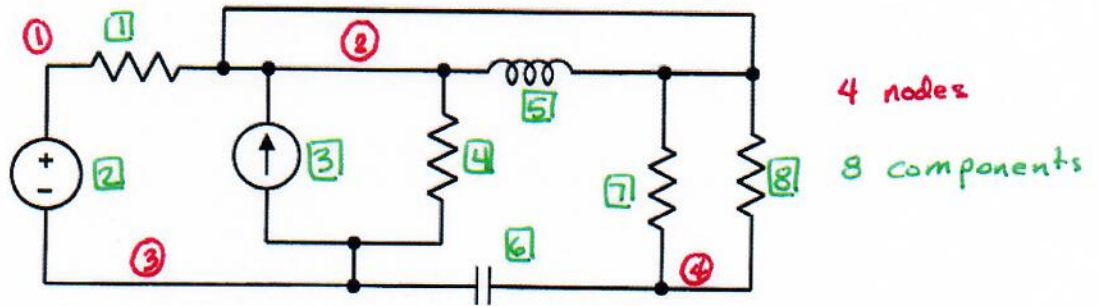 ① 1 ②
5 4 nodes
+ - 2 3 4 7 8 8 components
6
③ ④